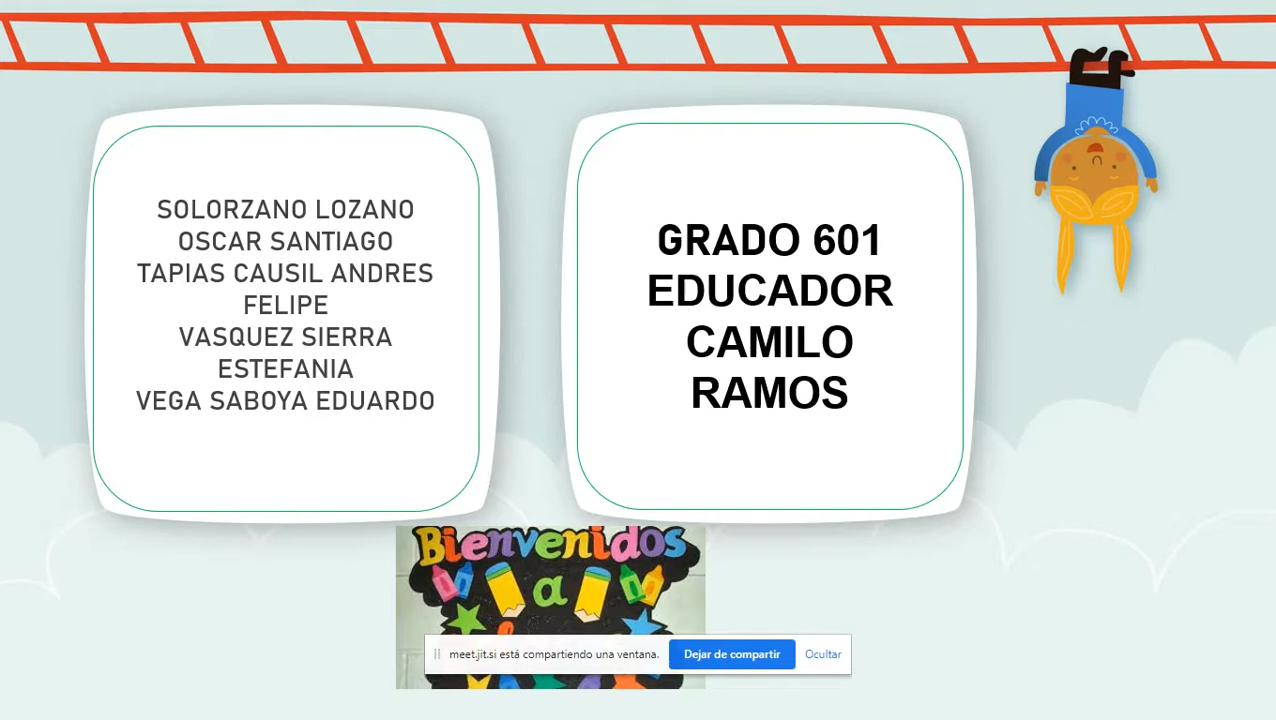 SOLORZANO LOZANO
OSCAR SANTIAGO
TAPIAS CAUSIL ANDRES
FELIPE
VASQUEZ SIERRA
ESTEFANIA
VEGA SABOYA EDUARDO
GRADO 601
EDUCADOR
CAMILO
RAMOS
Bienvenidos
a
meet.jit.si está compartiendo una ventana.
Dejar de compartir
Ocultar